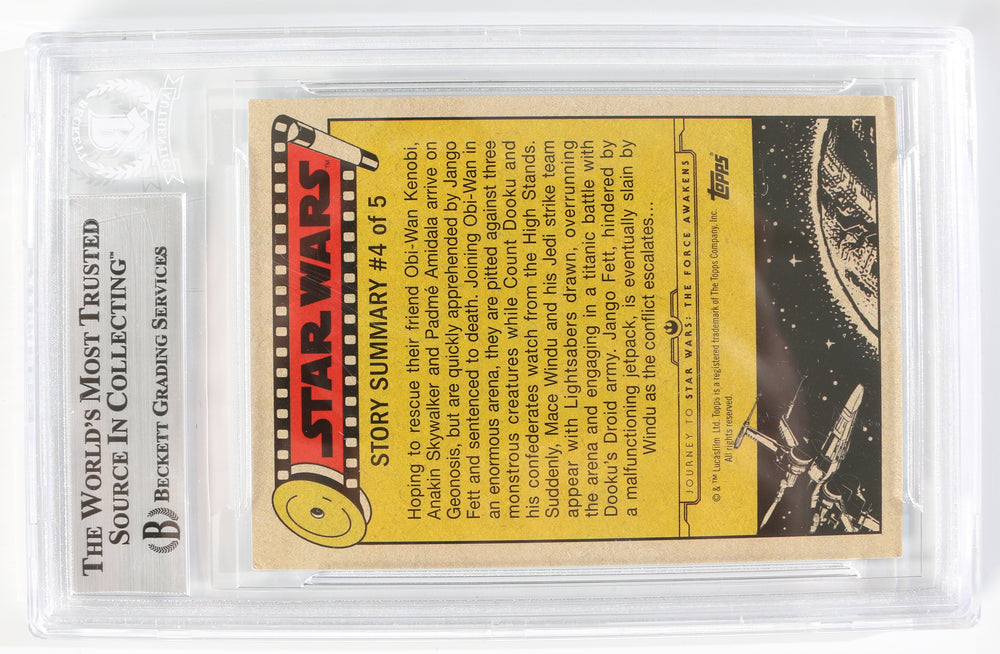 THE WORLD'S MOST TRUSTED
SOURCE IN COLLECTING™
B BECKETT GRADING SERVICES
STAR WARS™
STORY SUMMARY #4 of 5
Hoping to rescue their friend Obi-Wan Kenobi,
Anakin Skywalker and Padmé Amidala arrive on
Geonosis, but are quickly apprehended by Jango
Fett and sentenced to death. Joining Obi-Wan in
an enormous arena, they are pitted against three
monstrous creatures while Count Dooku and
his confederates watch from the High Stands.
Suddenly, Mace Windu and his Jedi strike team
appear with Lightsabers drawn, overrunning
the arena and engaging in a titanic battle with
Dooku's Droid army. Jango Fett, hindered by
a malfunctioning jetpack, is eventually slain by
Windu as the conflict escalates...
JOURNEY TO STAR WARS: THE FORCE AWAKENS
© & ™ Lucasfilm Ltd. Topps is a registered trademark of The Topps Company, Inc.
All rights reserved.
Topps